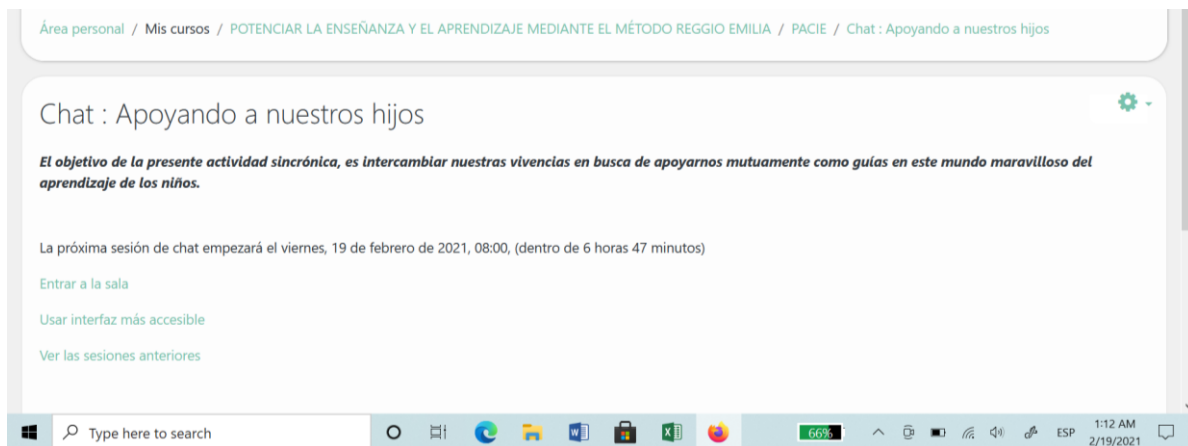 Área personal / Mis cursos / POTENCIAR LA ENSEÑANZA Y EL APRENDIZAJE MEDIANTE EL MÉTODO REGGIO EMILIA / PACIE / Chat : Apoyando a nuestros hijos
Chat : Apoyando a nuestros hijos
El objetivo de la presente actividad sincrónica, es intercambiar nuestras vivencias en busca de apoyarnos mutuamente como guías en este mundo maravilloso del
aprendizaje de los niños.
La próxima sesión de chat empezará el viernes, 19 de febrero de 2021, 08:00, (dentro de 6 horas 47 minutos)
Entrar a la sala
Usar interfaz más accesible
Ver las sesiones anteriores
Type here to search
66%
ESP
1:12 AM
2/19/2021